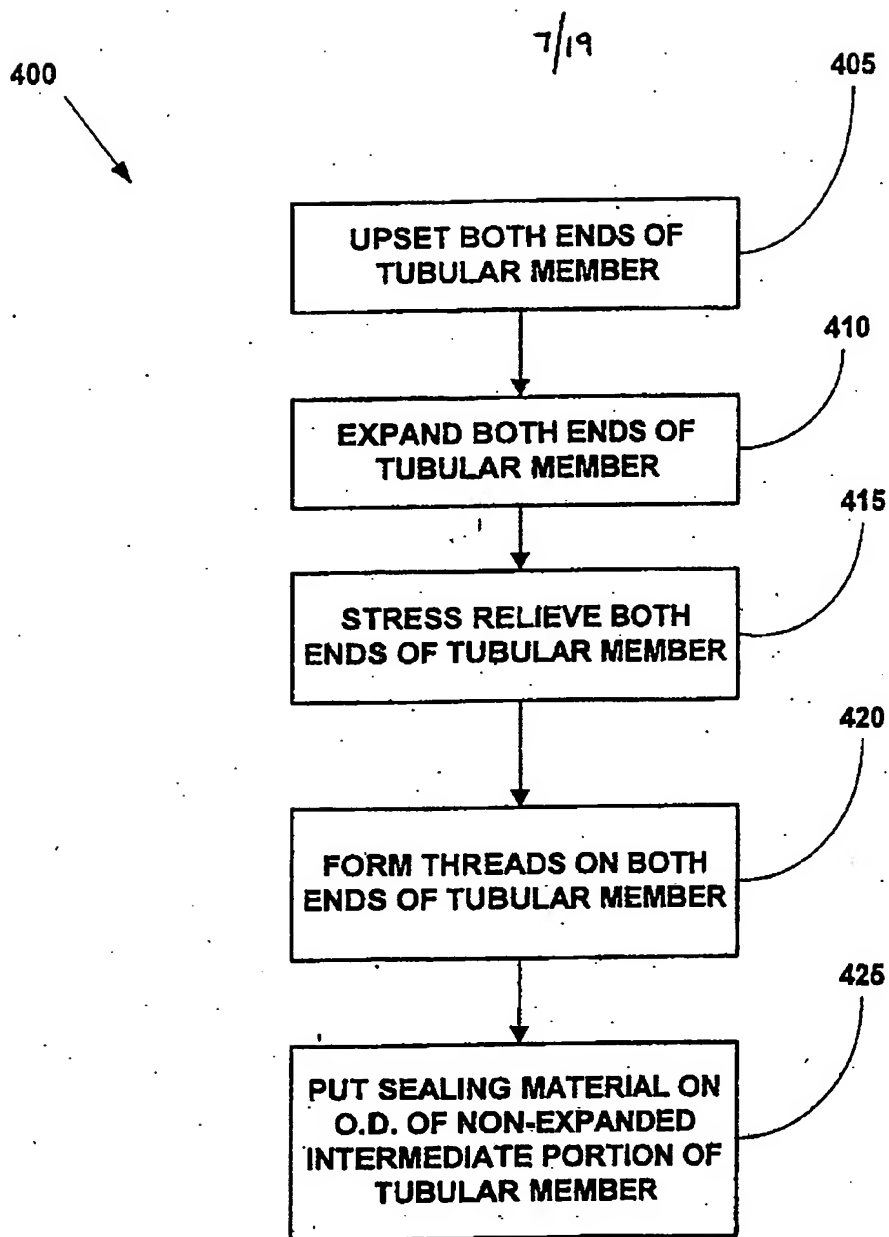 7/19
400
405
UPSET BOTH ENDS OF
TUBULAR MEMBER
410
EXPAND BOTH ENDS OF
TUBULAR MEMBER
415
STRESS RELIEVE BOTH
ENDS OF TUBULAR MEMBER
420
FORM THREADS ON BOTH
ENDS OF TUBULAR MEMBER
425
PUT SEALING MATERIAL ON
O.D. OF NON-EXPANDED
INTERMEDIATE PORTION OF
TUBULAR MEMBER